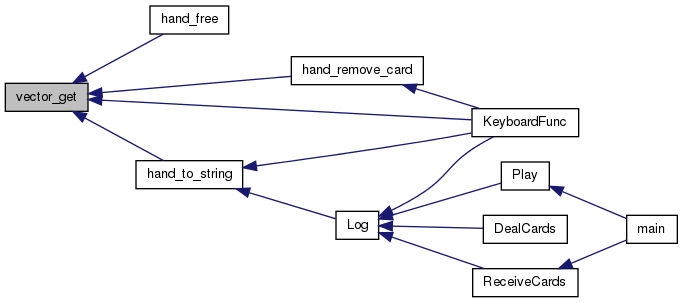 hand_free
hand_remove_card
vector_get
KeyboardFunc
hand_to_string
Play
Log
DealCards
main
ReceiveCards